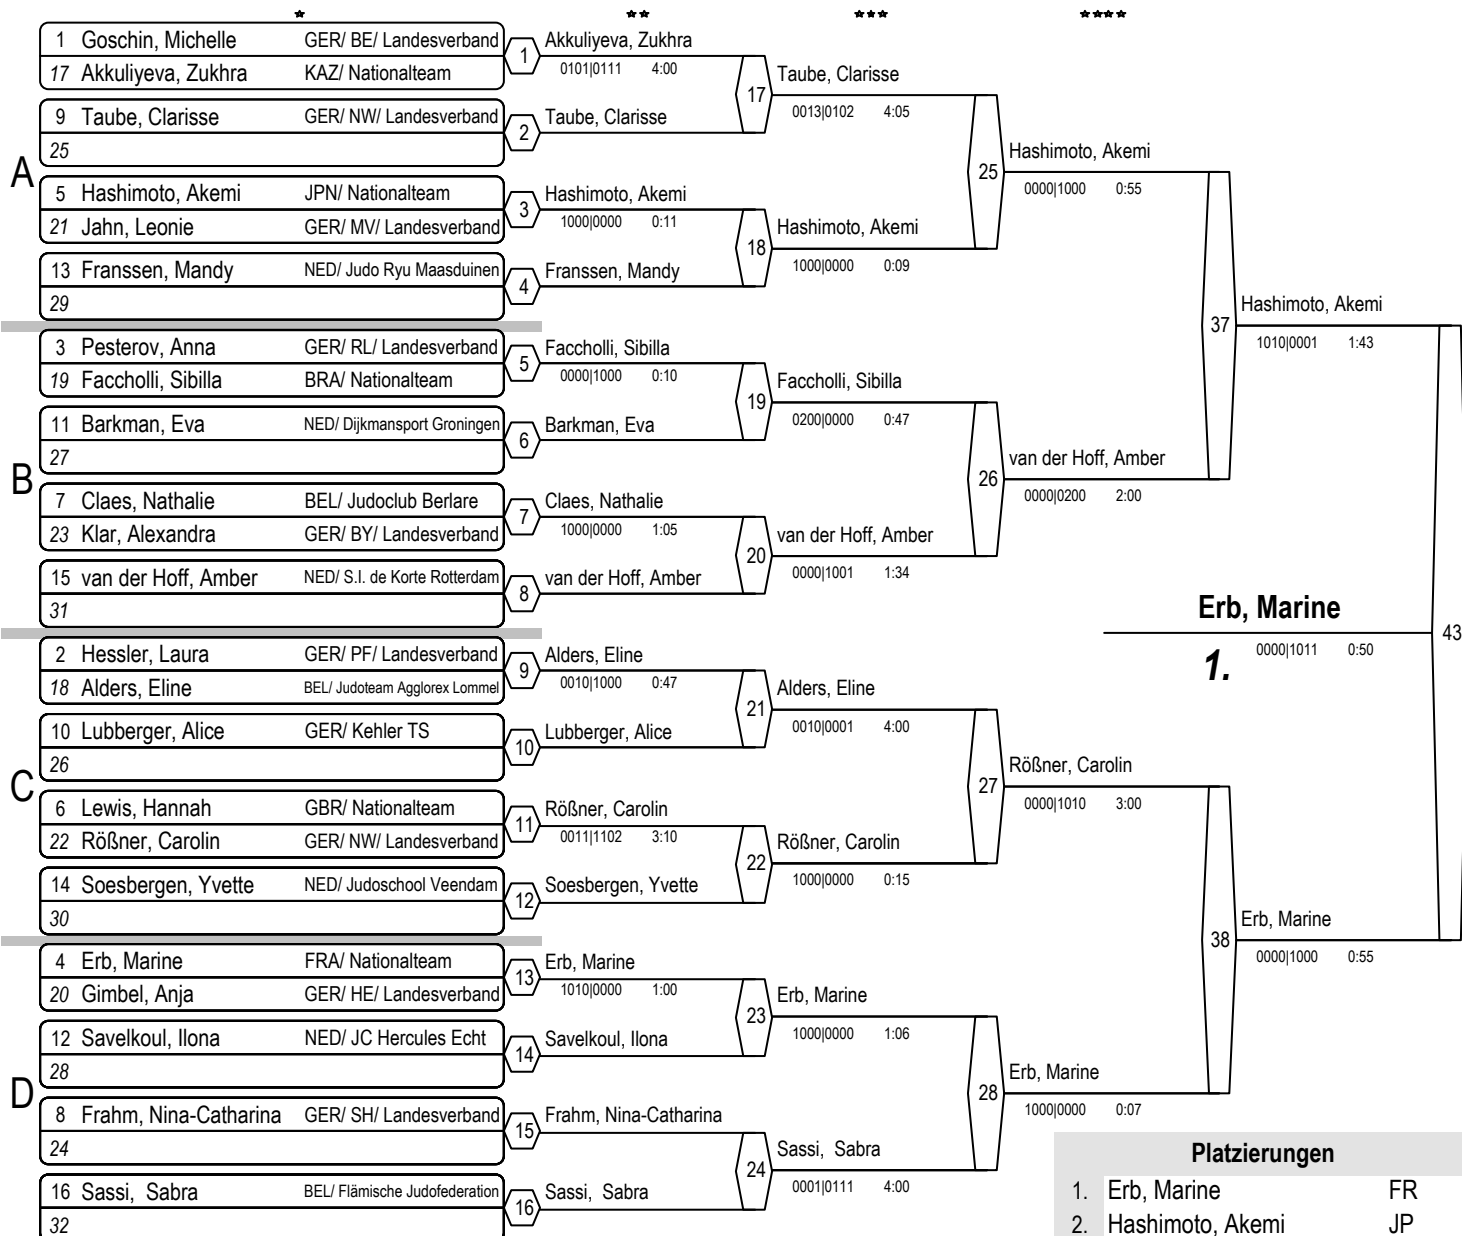 * ** *** ****
1 Goschin, Michelle GER/ BE/ Landesverband
17 Akkuliyeva, Zukhra KAZ/ Nationalteam
1 Akkuliyeva, Zukhra
0101|0111 4:00
9 Taube, Clarisse GER/ NW/ Landesverband
25
2 Taube, Clarisse
17 Taube, Clarisse
0013|0102 4:05
A
5 Hashimoto, Akemi JPN/ Nationalteam
21 Jahn, Leonie GER/ MV/ Landesverband
3 Hashimoto, Akemi
1000|0000 0:11
13 Franssen, Mandy NED/ Judo Ryu Maasduinen
29
4 Franssen, Mandy
18 Hashimoto, Akemi
1000|0000 0:09
25 Hashimoto, Akemi
0000|1000 0:55
3 Pesterov, Anna GER/ RL/ Landesverband
19 Faccholli, Sibilla BRA/ Nationalteam
5 Faccholli, Sibilla
0000|1000 0:10
11 Barkman, Eva NED/ Dijkmansport Groningen
27
6 Barkman, Eva
19 Faccholli, Sibilla
0200|0000 0:47
B
7 Claes, Nathalie BEL/ Judoclub Berlare
23 Klar, Alexandra GER/ BY/ Landesverband
7 Claes, Nathalie
1000|0000 1:05
15 van der Hoff, Amber NED/ S.I. de Korte Rotterdam
31
8 van der Hoff, Amber
20 van der Hoff, Amber
0000|1001 1:34
26 van der Hoff, Amber
0000|0200 2:00
37 Hashimoto, Akemi
1010|0001 1:43
Erb, Marine
43
1. 0000|1011 0:50
2 Hessler, Laura GER/ PF/ Landesverband
18 Alders, Eline BEL/ Judoteam Agglorex Lommel
9 Alders, Eline
0010|1000 0:47
10 Lubberger, Alice GER/ Kehler TS
26
10 Lubberger, Alice
21 Alders, Eline
0010|0001 4:00
C
6 Lewis, Hannah GBR/ Nationalteam
22 Rößner, Carolin GER/ NW/ Landesverband
11 Rößner, Carolin
0011|1102 3:10
14 Soesbergen, Yvette NED/ Judoschool Veendam
30
12 Soesbergen, Yvette
22 Rößner, Carolin
1000|0000 0:15
27 Rößner, Carolin
0000|1010 3:00
4 Erb, Marine FRA/ Nationalteam
20 Gimbel, Anja GER/ HE/ Landesverband
13 Erb, Marine
1010|0000 1:00
12 Savelkoul, Ilona NED/ JC Hercules Echt
28
14 Savelkoul, Ilona
23 Erb, Marine
1000|0000 1:06
D
8 Frahm, Nina-Catharina GER/ SH/ Landesverband
24
15 Frahm, Nina-Catharina
16 Sassi, Sabra BEL/ Flämische Judofederation
32
16 Sassi, Sabra
24 Sassi, Sabra
0001|0111 4:00
28 Erb, Marine
1000|0000 0:07
38 Erb, Marine
0000|1000 0:55
Platzierungen
1. Erb, Marine FR
2. Hashimoto, Akemi JP